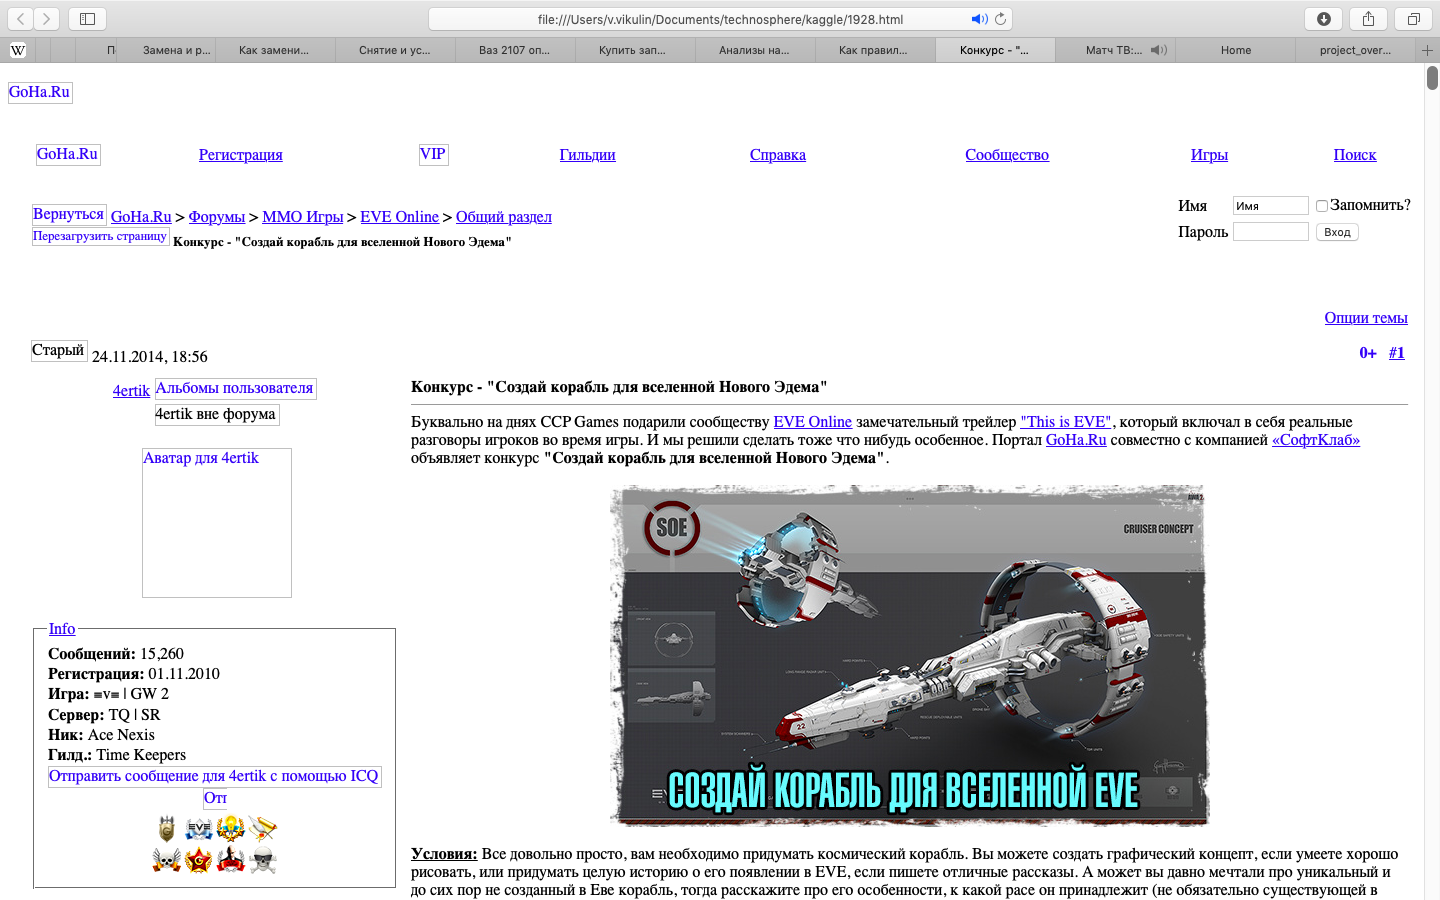 file:///Users/v.vikulin/Documents/technosphere/kaggle/1928.html
W
Замена и р...
Как замени...
Снятие и ус...
Ваз 2107 оп...
Купить зап...
Анализы на...
Как правил...
Конкурс - "...
Матч ТВ:...
Home
project_over...
GoHa.Ru
GoHa.Ru
Регистрация
VIP
Гильдии
Справка
Сообщество
Игры
Поиск
Вернуться GoHa.Ru > Форумы > MMO Игры > EVE Online > Общий раздел
Перезагрузить страницу Конкурс - "Создай корабль для вселенной Нового Эдема"
Имя Имя Запомнить?
Пароль Вход
Опции темы
Старый 24.11.2014, 18:56
0+ #1
4ertik Альбомы пользователя
4ertik вне форума
Аватар для 4ertik
Info
Сообщений: 15,260
Регистрация: 01.11.2010
Игра: ≡v≡ | GW 2
Сервер: TQ | SR
Ник: Ace Nexis
Гилд.: Time Keepers
Отправить сообщение для 4ertik с помощью ICQ
Конкурс - "Создай корабль для вселенной Нового Эдема"
Буквально на днях CCP Games подарили сообществу EVE Online замечательный трейлер "This is EVE", который включал в себя реальные
разговоры игроков во время игры. И мы решили сделать тоже что нибудь особенное. Портал GoHa.Ru совместно с компанией «СофтКлаб»
объявляет конкурс "Создай корабль для вселенной Нового Эдема".
SOE
CRUISER CONCEPT
22
СОЗДАЙ КОРАБЛЬ ДЛЯ ВСЕЛЕННОЙ EVE
Условия: Все довольно просто, вам необходимо придумать космический корабль. Вы можете создать графический концепт, если умеете хорошо
рисовать, или придумать целую историю о его появлении в EVE, если пишете отличные рассказы. А может вы давно мечтали про уникальный и
до сих пор не созданный в Еве корабль, тогда расскажите про его особенности, к какой расе он принадлежит (не обязательно существующей в